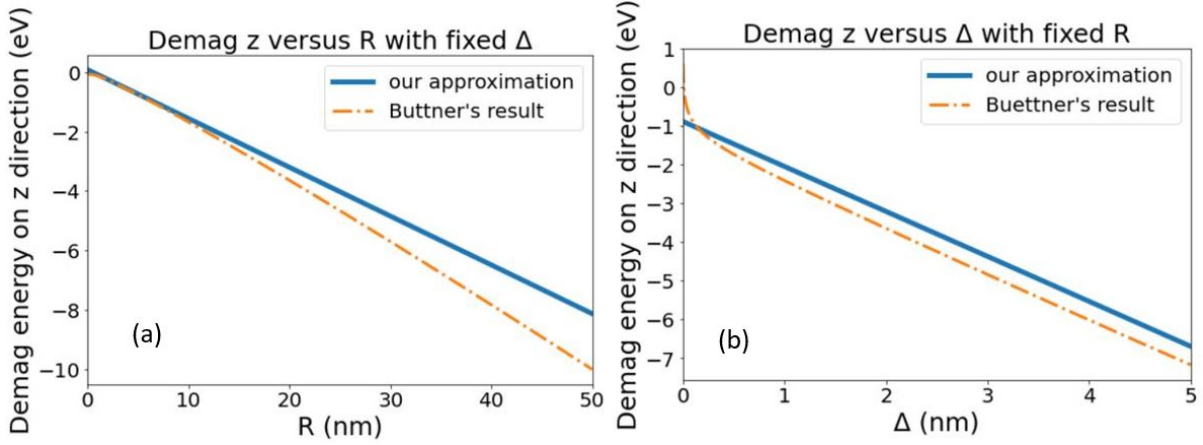 Demag z versus R with fixed Δ
Demag energy on z direction (eV)
0
−2
−4
−6
−8
−10
our approximation
Buttner's result
(a)
0
10
20
30
40
50
R (nm)
Demag z versus Δ with fixed R
Demag energy on z direction (eV)
1
0
−1
−2
−3
−4
−5
−6
−7
our approximation
Buettner's result
(b)
0
1
2
3
4
5
Δ (nm)